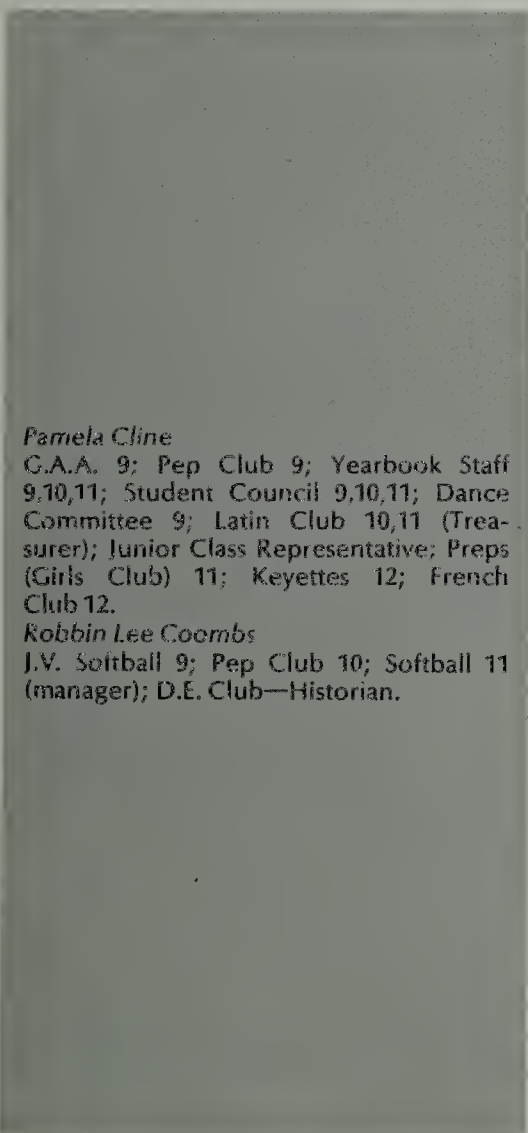 Pamela Cline
G.A.A. 9; Pep Club 9; Yearbook Staff
9,10,11; Student Council 9,10,11; Dance
Committee 9; Latin Club 10,11 (Trea-
surer); Junior Class Representative; Preps
(Girls Club) 11; Keyettes 12; French
Club 12.
Robbin Lee Coombs
J.V. Softball 9; Pep Club 10; Softball 11
(manager); D.E. Club—Historian.